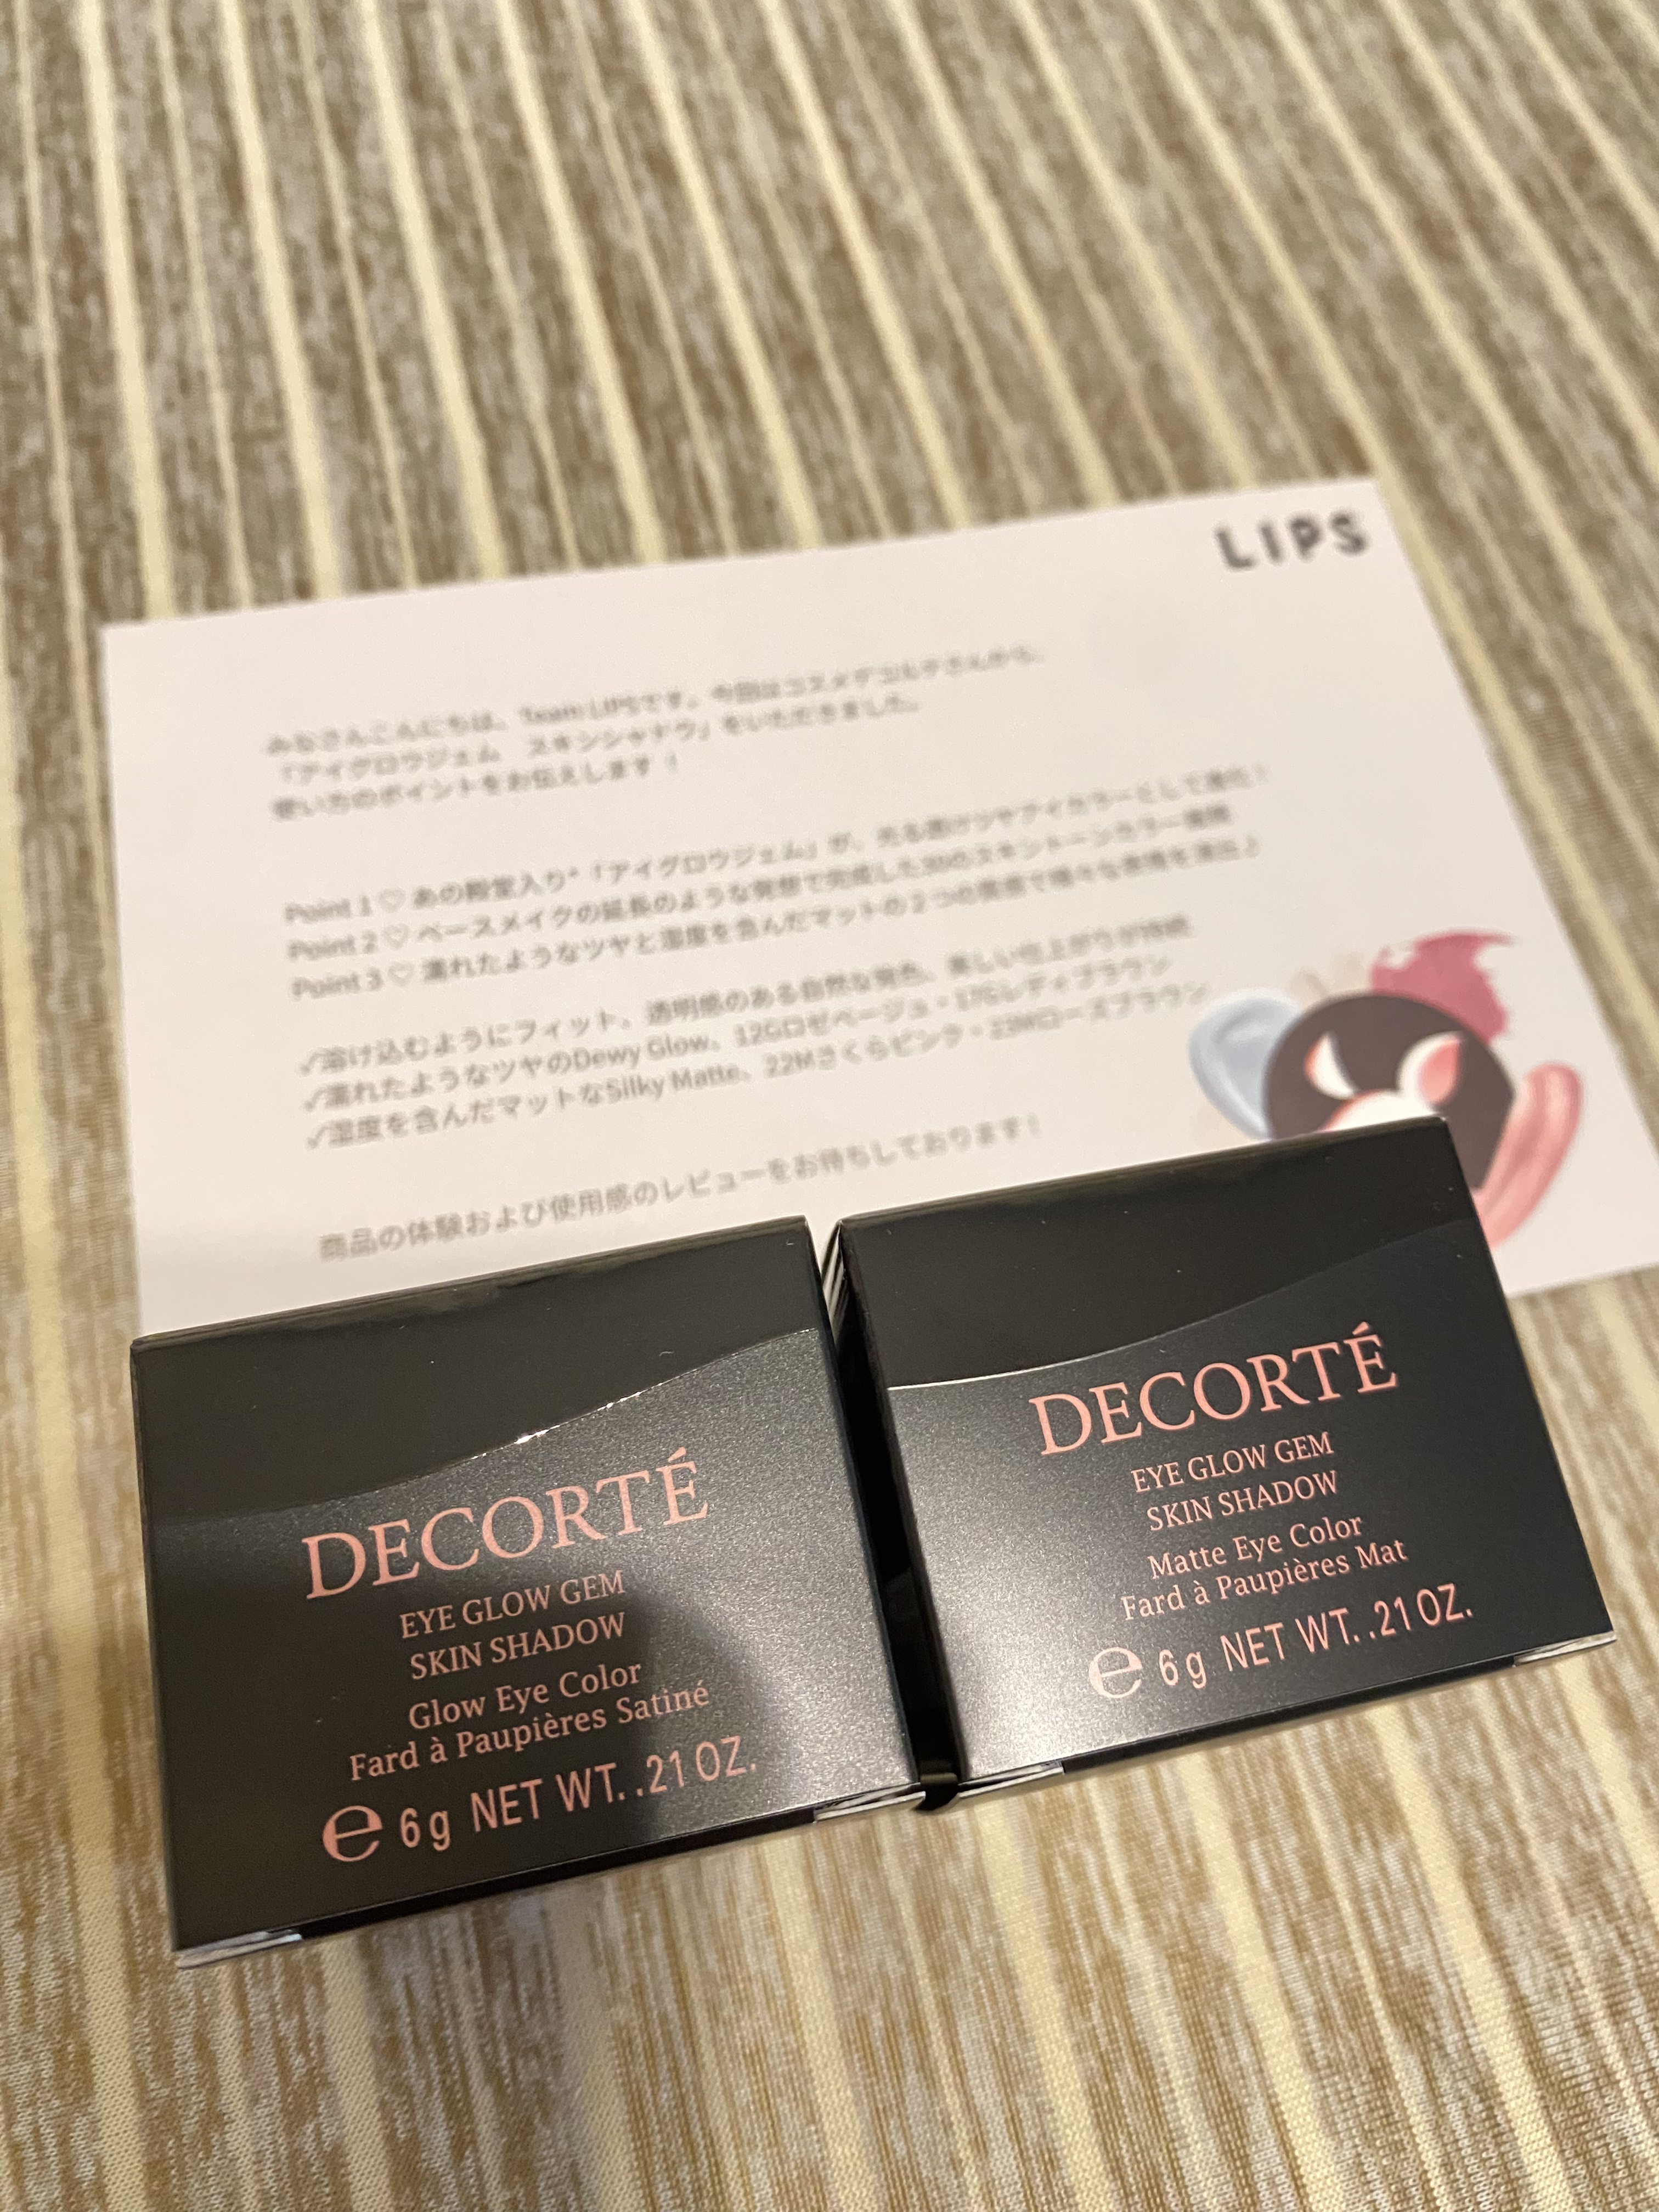 LIPS
みなさんこんにちは、Team LIPSです。今回はコスメデコルテさんから、
「アイグロウジェム スキンシャドウ」をいただきました。
使い方のポイントをお伝えします！
Point 1 ♡ あの殿堂入り*「アイグロウジェム」が、光る透けツヤアイカラーとして進化！
Point 2 ♡ ベースメイクの延長のような発想で完成した30のスキントーンカラー展開
Point 3 ♡ 濡れたようなツヤと湿度を含んだマットの２つの質感で様々な表情を演出♪
✓溶け込むようにフィット、透明感のある自然な発色、美しい仕上がりが持続
✓濡れたようなツヤのDewy Glow、12Gロゼベージュ・17Gレディブラウン
✓湿度を含んだマットなSilky Matte、22Mさくらピンク・23Mローズブラウン
商品の体験および使用感のレビューをお待ちしております！
DECORTÉ
EYE GLOW GEM
SKIN SHADOW
Glow Eye Color
Fard à Paupières Satiné
℮ 6g NET WT. .21 OZ.
DECORTÉ
EYE GLOW GEM
SKIN SHADOW
Matte Eye Color
Fard à Paupières Mat
℮ 6g NET WT. .21 OZ.